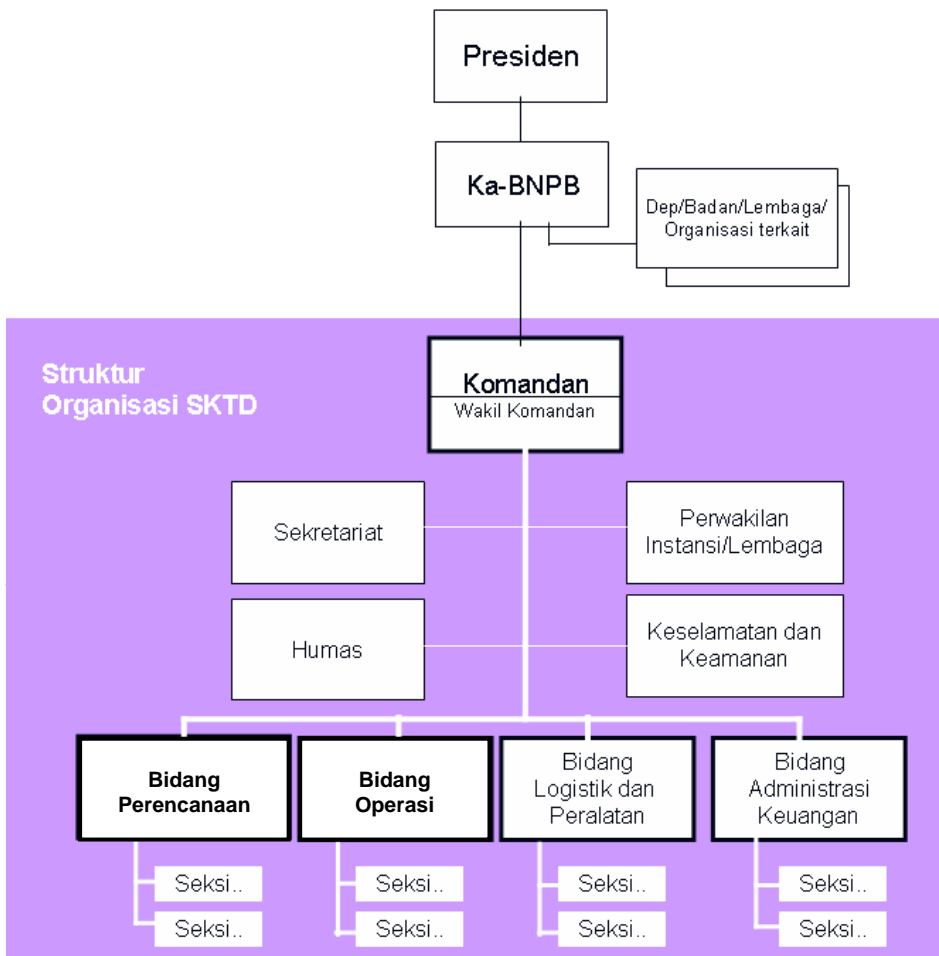 Presiden
Ka-BNPB
Dep/Badan/Lembaga/
Organisasi terkait
Struktur
Organisasi SKTD
Komandan
Wakil Komandan
Sekretariat
Perwakilan
Instansi/Lembaga
Humas
Keselamatan dan
Keamanan
Bidang
Perencanaan
Bidang
Operasi
Bidang
Logistik dan
Peralatan
Bidang
Administrasi
Keuangan
Seksi..
Seksi..
Seksi..
Seksi..
Seksi..
Seksi..
Seksi..
Seksi..